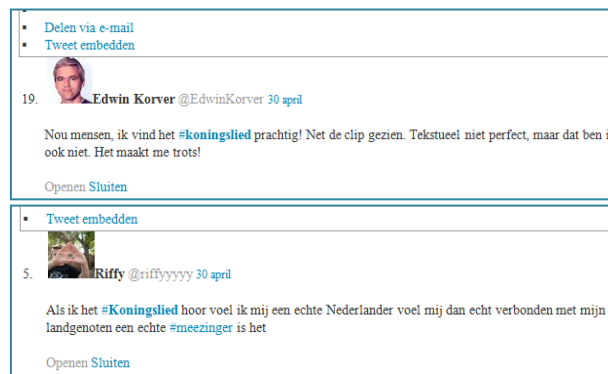 Delen via e-mail
Tweet embedden
19. Edwin Korver @EdwinKorver 30 april
Nou mensen, ik vind het #koningslied prachtig! Net de clip gezien. Tekstueel niet perfect, maar dat ben i
ook niet. Het maakt me trots!
Openen Sluiten
Tweet embedden
5. Riffy @riffyyyyy 30 april
Als ik het #Koningslied hoor voel ik mij een echte Nederlander voel mij dan echt verbonden met mijn
landgenoten een echte #meezinger is het
Openen Sluiten